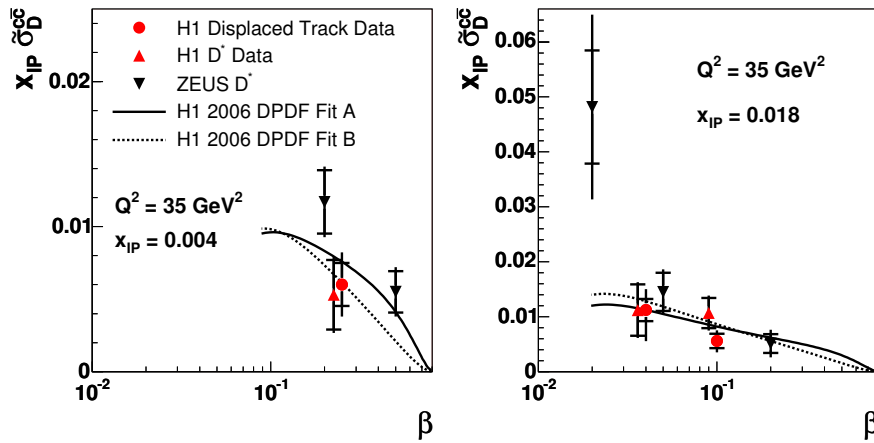 x_IP σ̃_D^cc̄
0.02
0.01
0
H1 Displaced Track Data
H1 D* Data
ZEUS D*
H1 2006 DPDF Fit A
H1 2006 DPDF Fit B
Q² = 35 GeV²
x_IP = 0.004
10⁻²
10⁻¹
β
x_IP σ̃_D^cc̄
0.06
0.05
0.04
0.03
0.02
0.01
0
Q² = 35 GeV²
x_IP = 0.018
10⁻²
10⁻¹
β